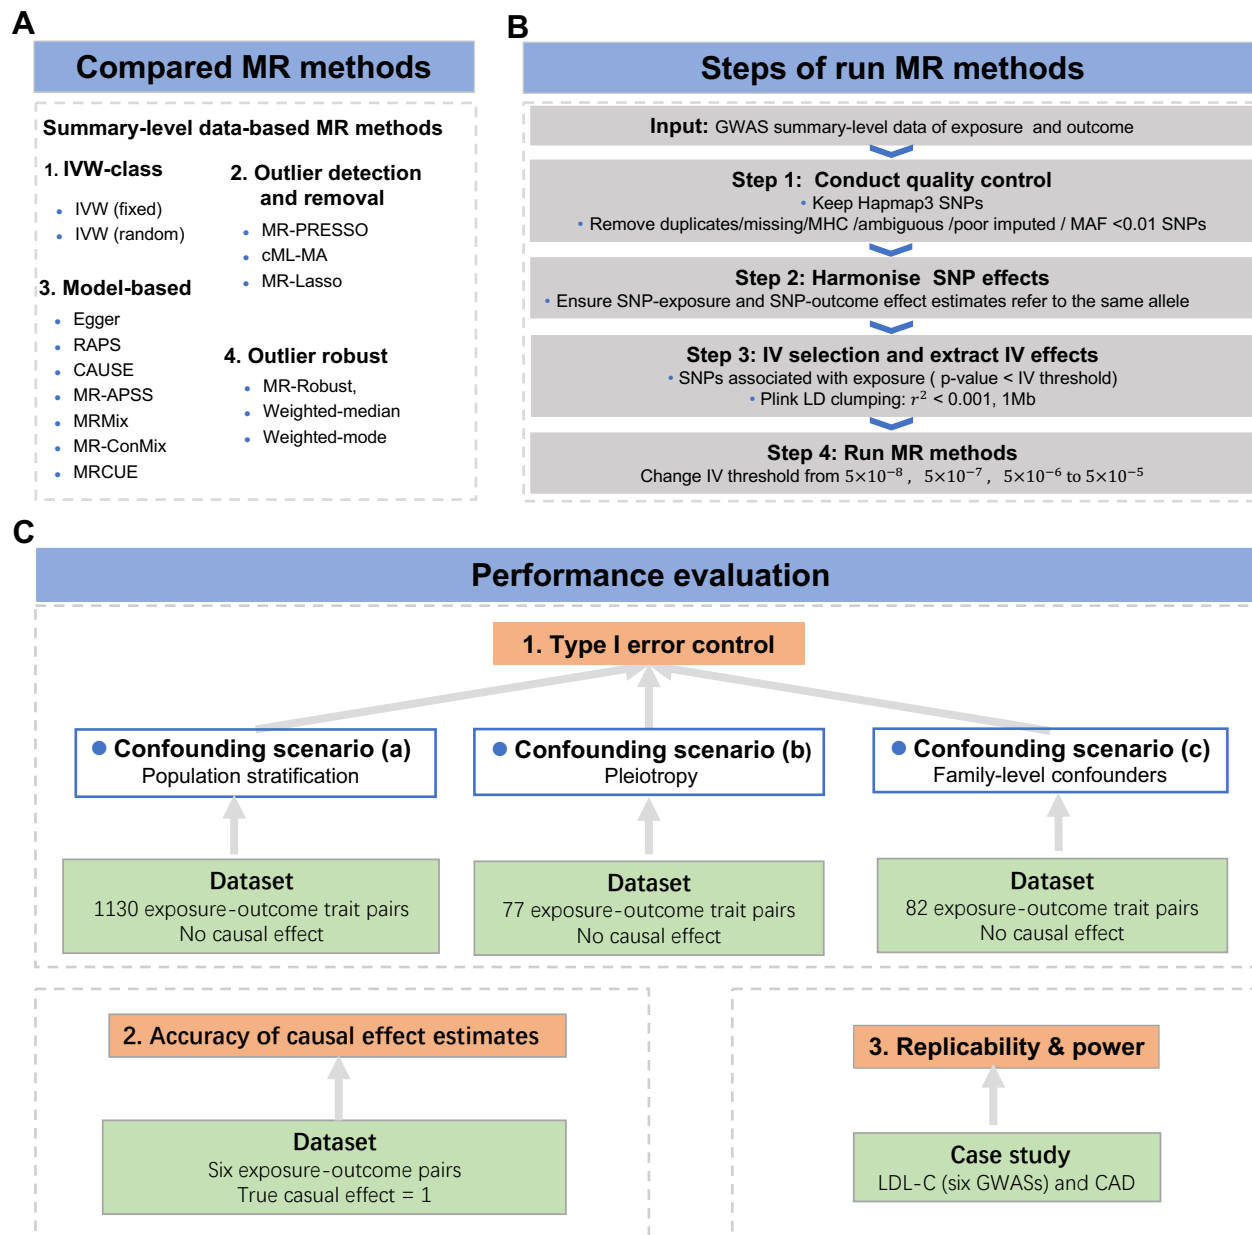 A
Compared MR methods
Summary-level data-based MR methods
1. IVW-class
• IVW (fixed)
• IVW (random)
2. Outlier detection
and removal
• MR-PRESSO
• cML-MA
• MR-Lasso
3. Model-based
• Egger
• RAPS
• CAUSE
• MR-APSS
• MRMix
• MR-ConMix
• MRCUE
4. Outlier robust
• MR-Robust,
• Weighted-median
• Weighted-mode
B
Steps of run MR methods
Input: GWAS summary-level data of exposure and outcome
Step 1: Conduct quality control
• Keep Hapmap3 SNPs
• Remove duplicates/missing/MHC /ambiguous /poor imputed / MAF <0.01 SNPs
Step 2: Harmonise SNP effects
• Ensure SNP-exposure and SNP-outcome effect estimates refer to the same allele
Step 3: IV selection and extract IV effects
• SNPs associated with exposure ( p-value < IV threshold)
• Plink LD clumping: r² < 0.001, 1Mb
Step 4: Run MR methods
Change IV threshold from 5×10⁻⁸ , 5×10⁻⁷ , 5×10⁻⁶ to 5×10⁻⁵
C
Performance evaluation
1. Type I error control
• Confounding scenario (a)
Population stratification
• Confounding scenario (b)
Pleiotropy
• Confounding scenario (c)
Family-level confounders
Dataset
1130 exposure-outcome trait pairs
No causal effect
Dataset
77 exposure-outcome trait pairs
No causal effect
Dataset
82 exposure-outcome trait pairs
No causal effect
2. Accuracy of causal effect estimates
Dataset
Six exposure-outcome pairs
True casual effect = 1
3. Replicability & power
Case study
LDL-C (six GWASs) and CAD